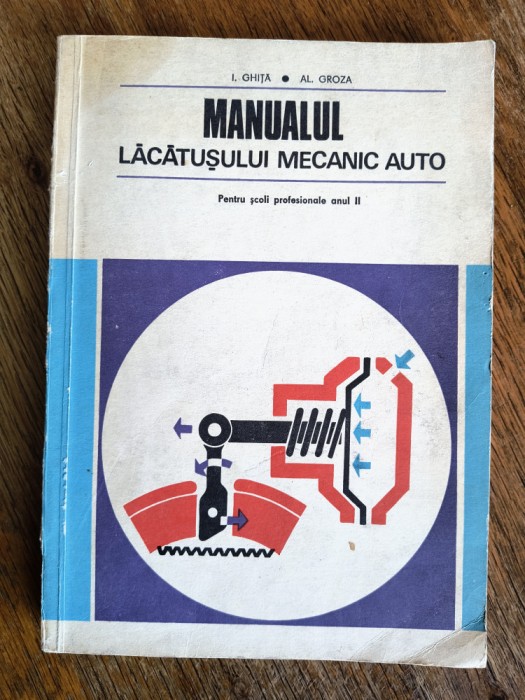 I. GHIȚĂ ● AL. GROZA
MANUALUL
LĂCĂTUȘULUI MECANIC AUTO
Pentru școli profesionale anul II